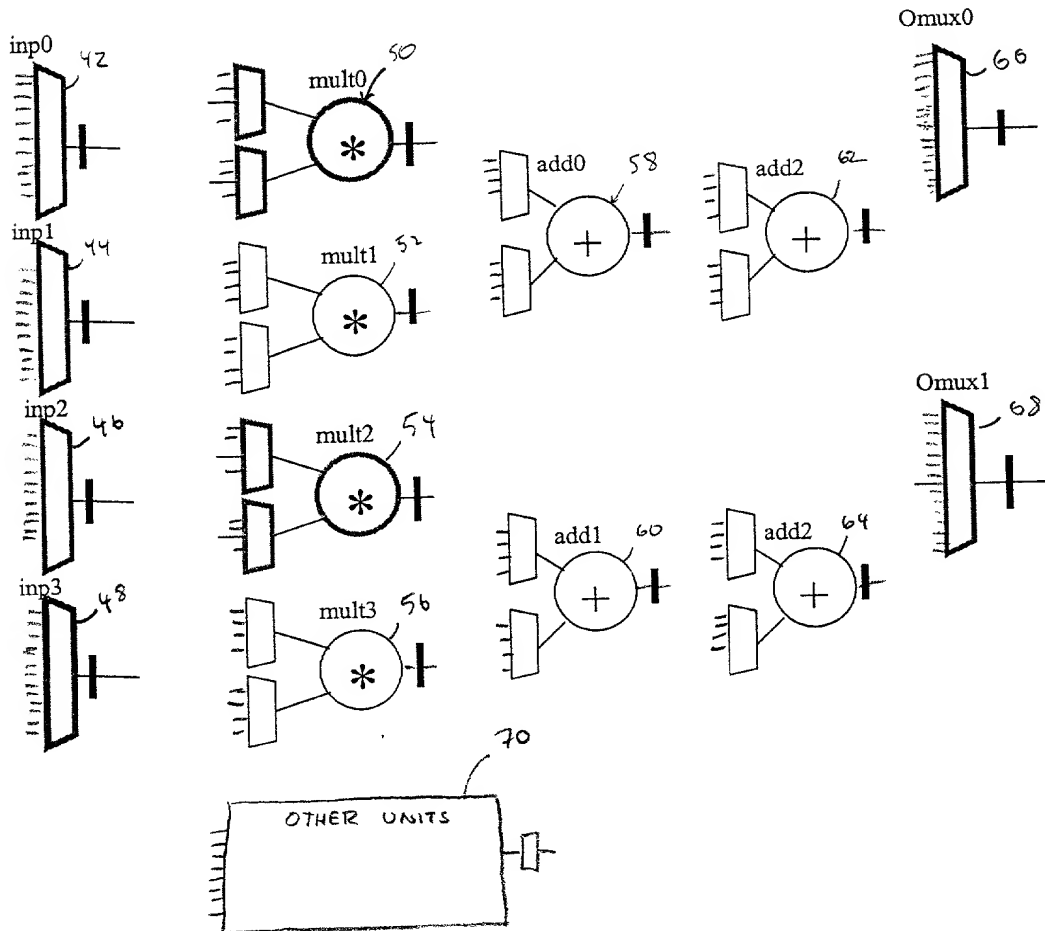 inp0
42
mult0
50
*
Omux0
66
add0
58
+
add2
62
+
inp1
44
mult1
52
*
Omux1
68
inp2
46
mult2
54
*
add1
60
+
add2
64
+
inp3
48
mult3
56
*
70
OTHER UNITS